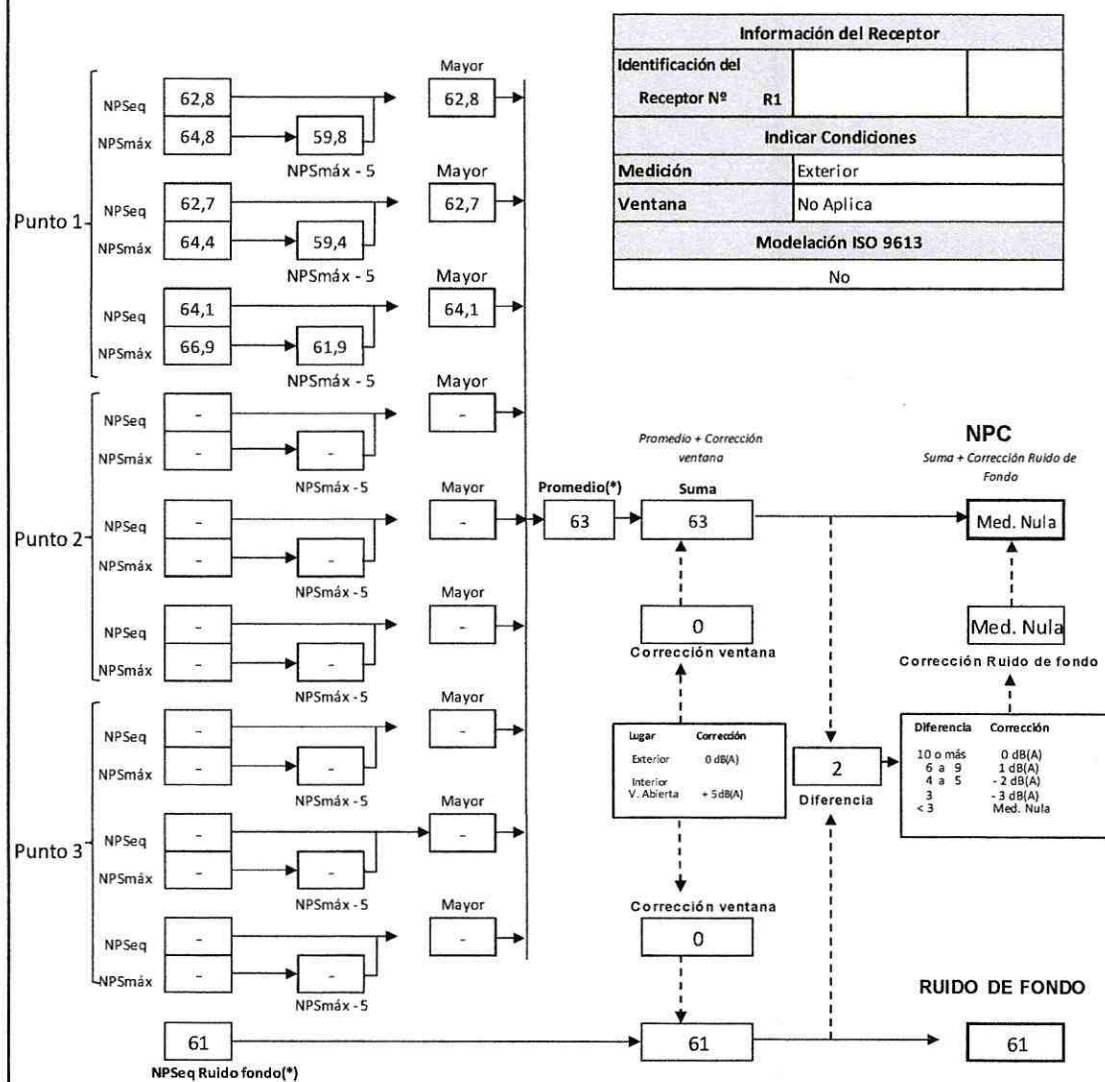 Información del Receptor
Identificación del
Receptor Nº R1
Indicar Condiciones
Medición Exterior
Ventana No Aplica
Modelación ISO 9613
No
Punto 1
Mayor
NPSeq 62,8 62,8
NPSmáx 64,8 59,8
NPSmáx - 5
Mayor
NPSeq 62,7 62,7
NPSmáx 64,4 59,4
NPSmáx - 5
Mayor
NPSeq 64,1 64,1
NPSmáx 66,9 61,9
NPSmáx - 5
Punto 2
Mayor
NPSeq - -
NPSmáx - -
NPSmáx - 5
Mayor
NPSeq - -
NPSmáx - -
NPSmáx - 5
Mayor
NPSeq - -
NPSmáx - -
NPSmáx - 5
Punto 3
Mayor
NPSeq - -
NPSmáx - -
NPSmáx - 5
Mayor
NPSeq - -
NPSmáx - -
NPSmáx - 5
Mayor
NPSeq - -
NPSmáx - -
NPSmáx - 5
61
NPSeq Ruido fondo(*)
Promedio(*)
63
Promedio + Corrección
ventana
Suma
63
0
Corrección ventana
Lugar Corrección
Exterior 0 dB(A)
Interior
V. Abierta + 5dB(A)
Corrección ventana
0
61
2
Diferencia
NPC
Suma + Corrección Ruido de
Fondo
Med. Nula
Med. Nula
Corrección Ruido de fondo
Diferencia Corrección
10 o más 0 dB(A)
6 a 9 1 dB(A)
4 a 5 - 2 dB(A)
3 - 3 dB(A)
< 3 Med. Nula
RUIDO DE FONDO
61